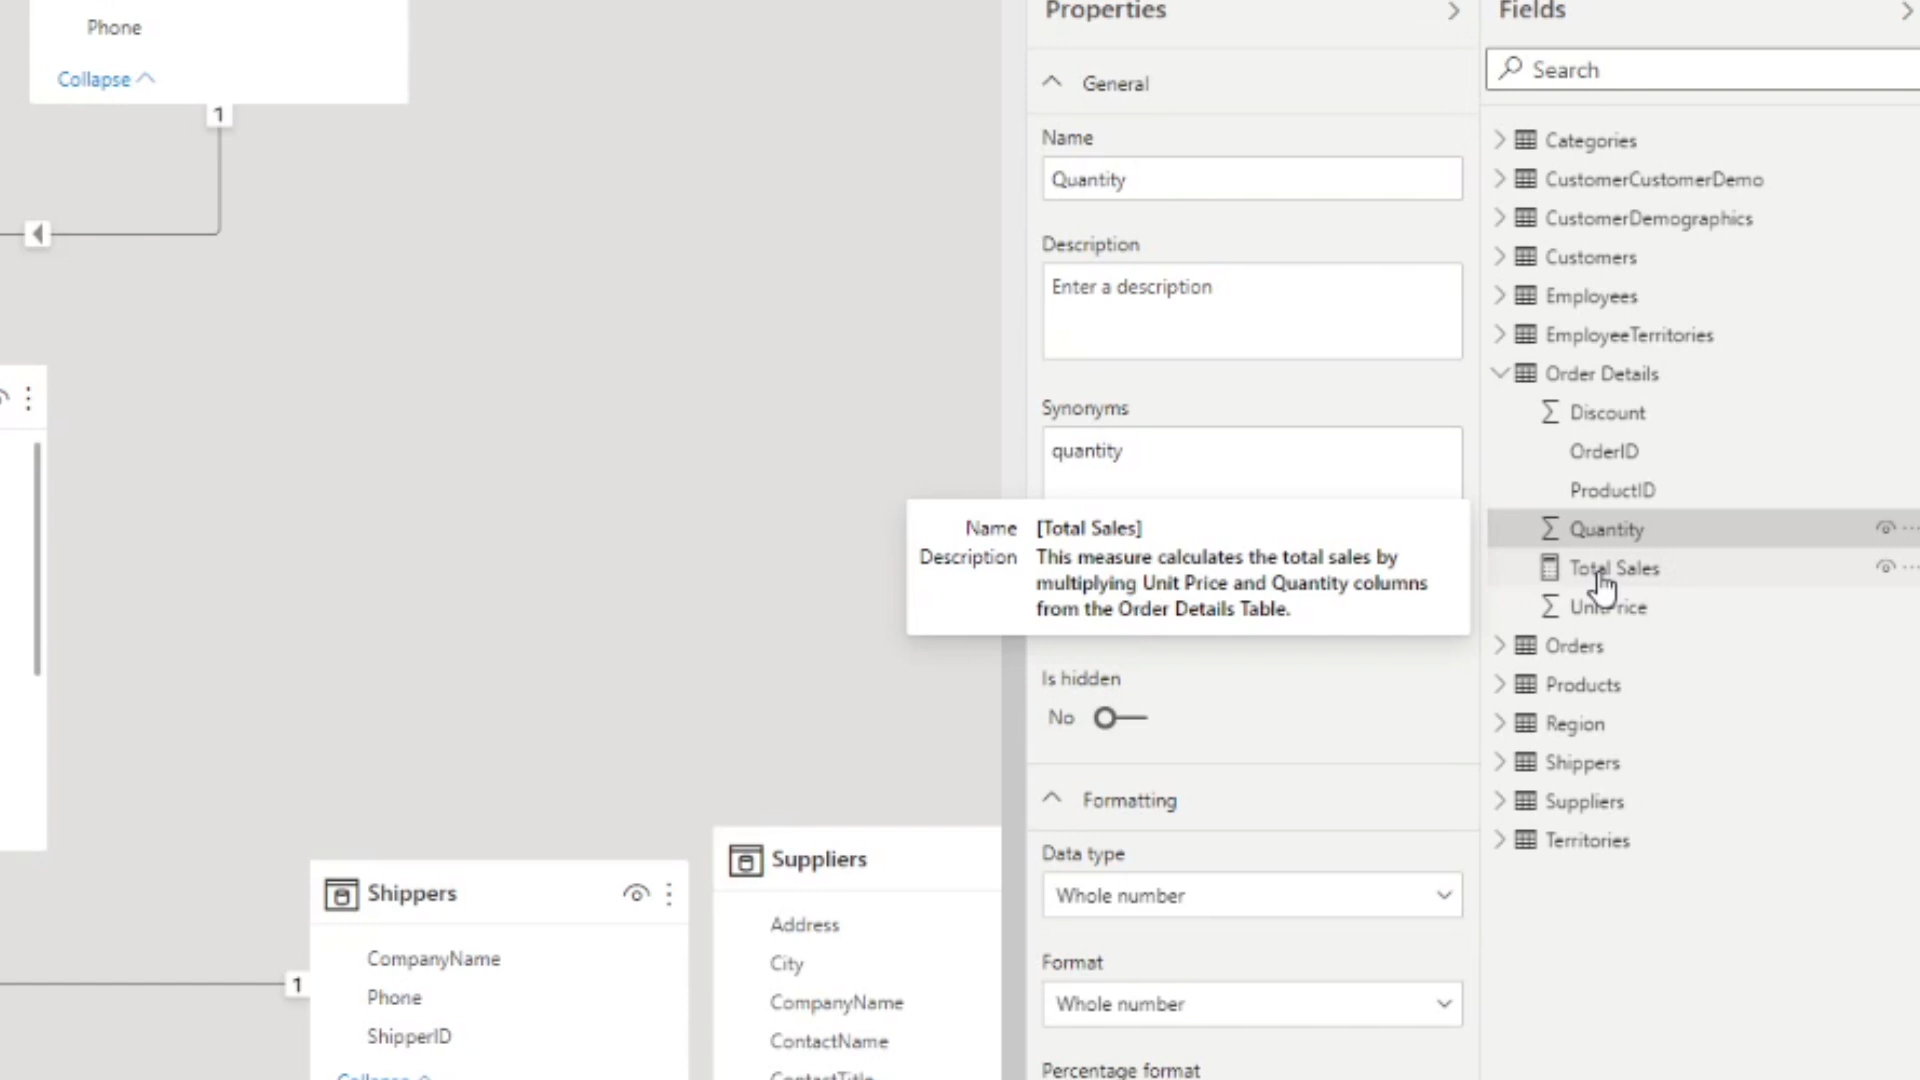 Phone
Collapse
1
Shippers
CompanyName
Phone
ShipperID
1
Suppliers
Address
City
CompanyName
ContactName
ContactTitle
Properties
General
Name
Quantity
Description
Enter a description
Synonyms
quantity
Name [Total Sales]
Description This measure calculates the total sales by
multiplying Unit Price and Quantity columns
from the Order Details Table.
Is hidden
No
Formatting
Data type
Whole number
Format
Whole number
Percentage format
Fields
Search
Categories
CustomerCustomerDemo
CustomerDemographics
Customers
Employees
EmployeeTerritories
Order Details
Discount
OrderID
ProductID
Quantity
Total Sales
UnitPrice
Orders
Products
Region
Shippers
Suppliers
Territories